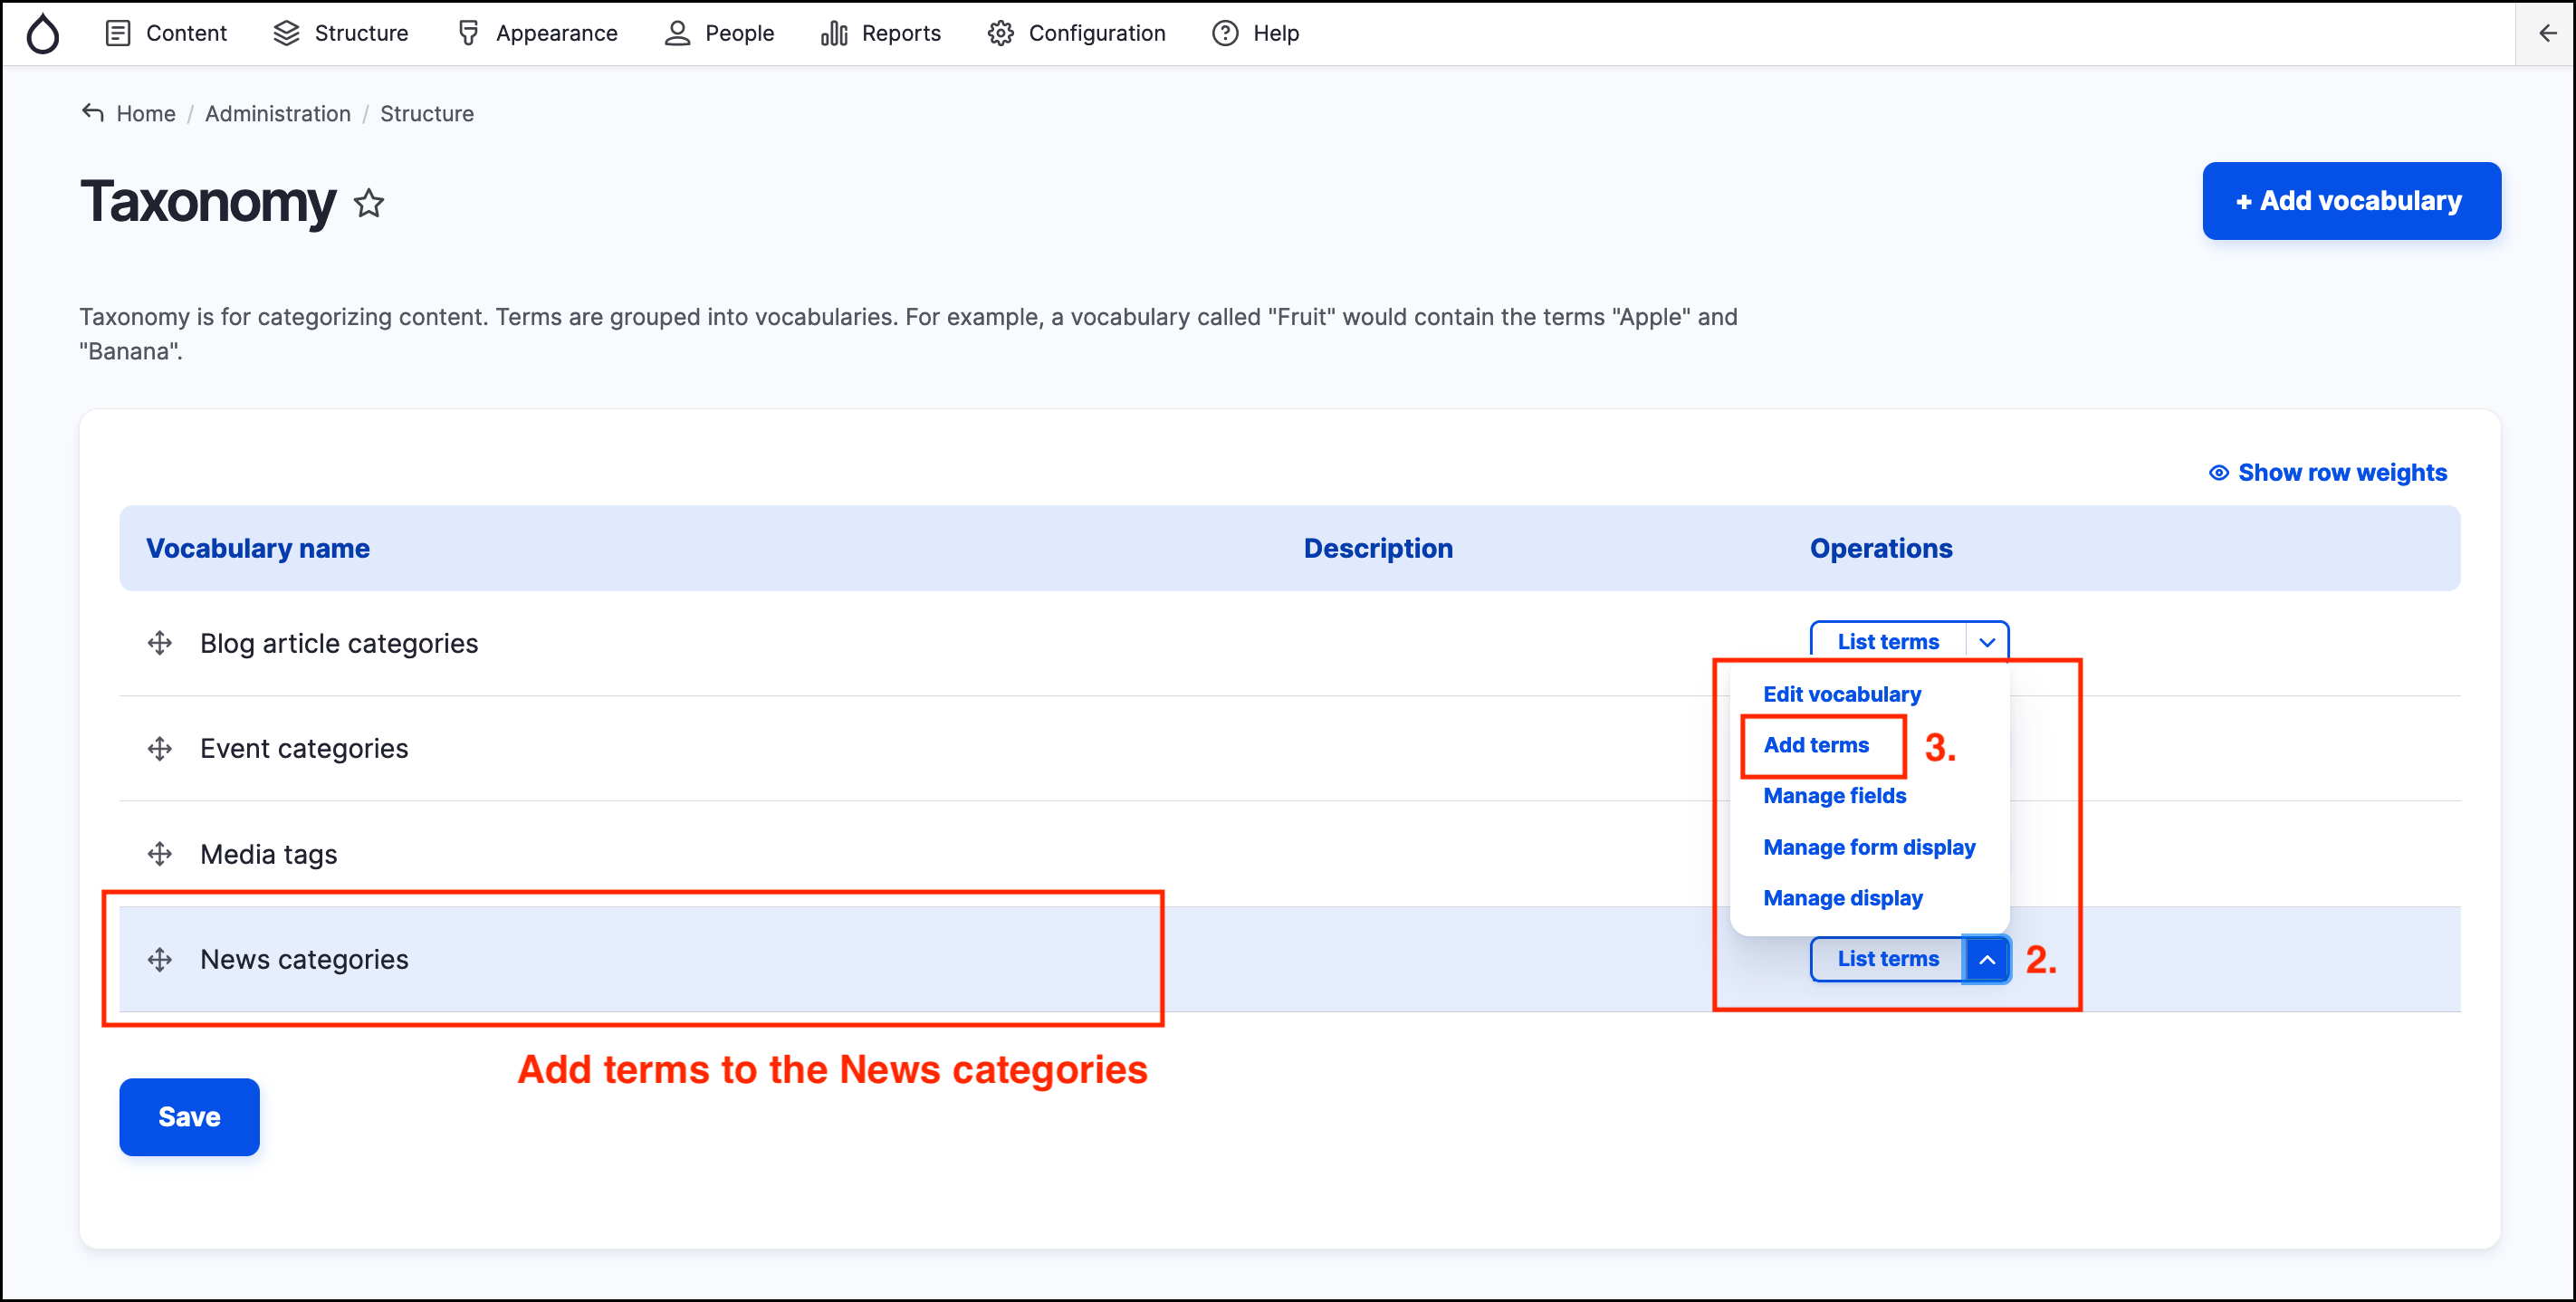 Content Structure Appearance People Reports Configuration Help
Home / Administration / Structure
Taxonomy
+ Add vocabulary
Taxonomy is for categorizing content. Terms are grouped into vocabularies. For example, a vocabulary called "Fruit" would contain the terms "Apple" and
"Banana".
Show row weights
Vocabulary name Description Operations
Blog article categories List terms
Edit vocabulary
Event categories Add terms 3.
Manage fields
Media tags Manage form display
Manage display
News categories List terms 2.
Add terms to the News categories
Save